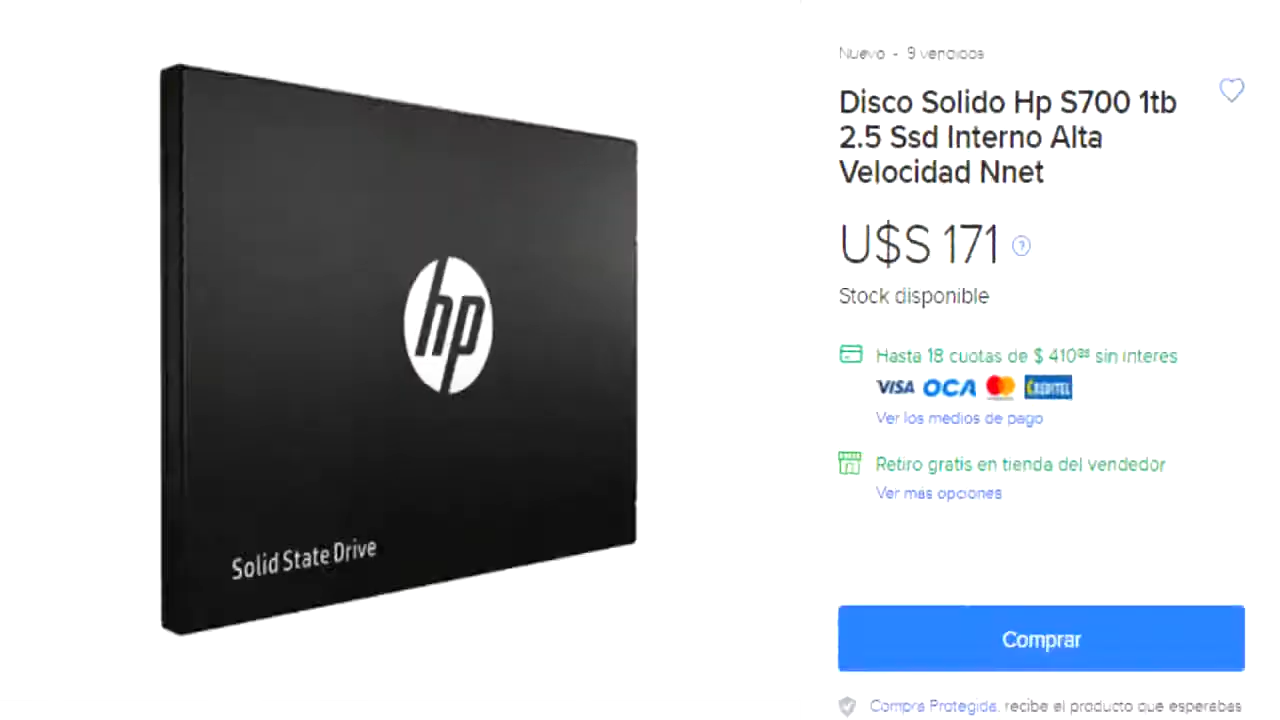 Nuevo - 9 vendidos
Disco Solido Hp S700 1tb
2.5 Ssd Interno Alta
Velocidad Nnet
U$S 171
?
Stock disponible
Hasta 18 cuotas de $ 410 sin interes
VISA OCA CREDITEL
Ver los medios de pago
Retiro gratis en tienda del vendedor
Ver más opciones
Comprar
Compra Protegida, recibe el producto que esperabas
hp
Solid State Drive